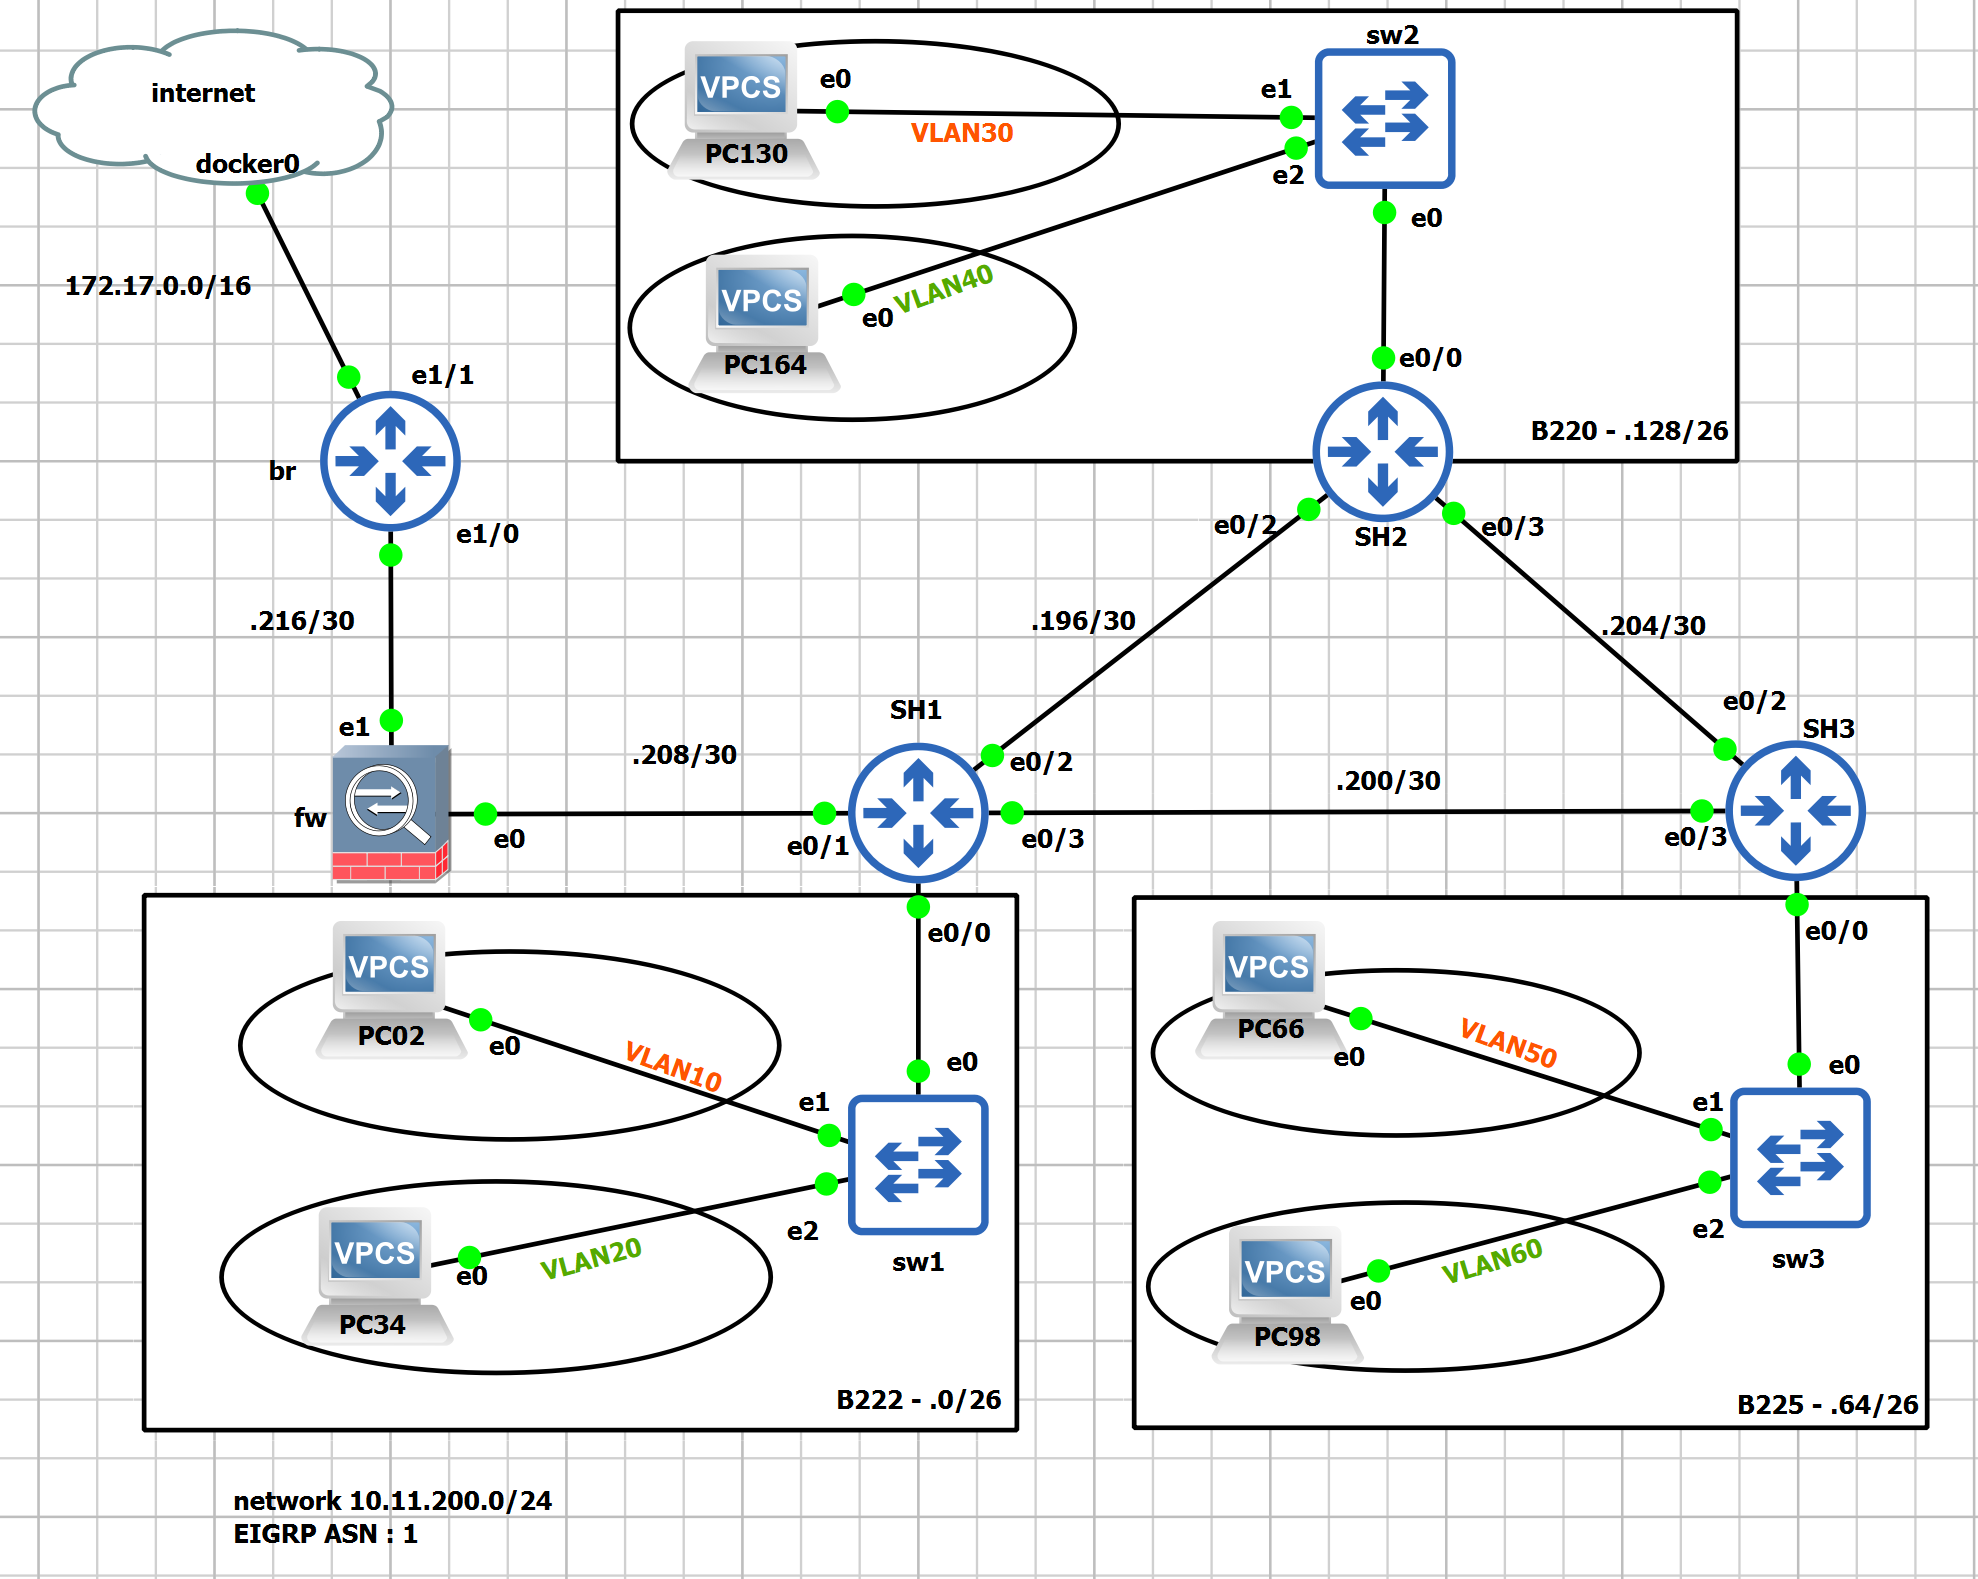 internet
docker0
172.17.0.0/16
e1/1
br
e1/0
.216/30
e1
fw
e0
.208/30
VPCS
PC130
e0
VLAN30
e1
sw2
e2
e0
VPCS
PC164
e0
VLAN40
e0/0
B220 - .128/26
SH2
e0/2
e0/3
.196/30
.204/30
SH1
e0/2
e0/1
e0/3
.200/30
e0/2
SH3
e0/3
e0/0
VPCS
PC02
e0
VLAN10
e0
e1
e2
sw1
VPCS
PC34
e0
VLAN20
B222 - .0/26
e0/0
VPCS
PC66
e0
VLAN50
e0
e1
e2
sw3
VPCS
PC98
e0
VLAN60
B225 - .64/26
network 10.11.200.0/24
EIGRP ASN : 1